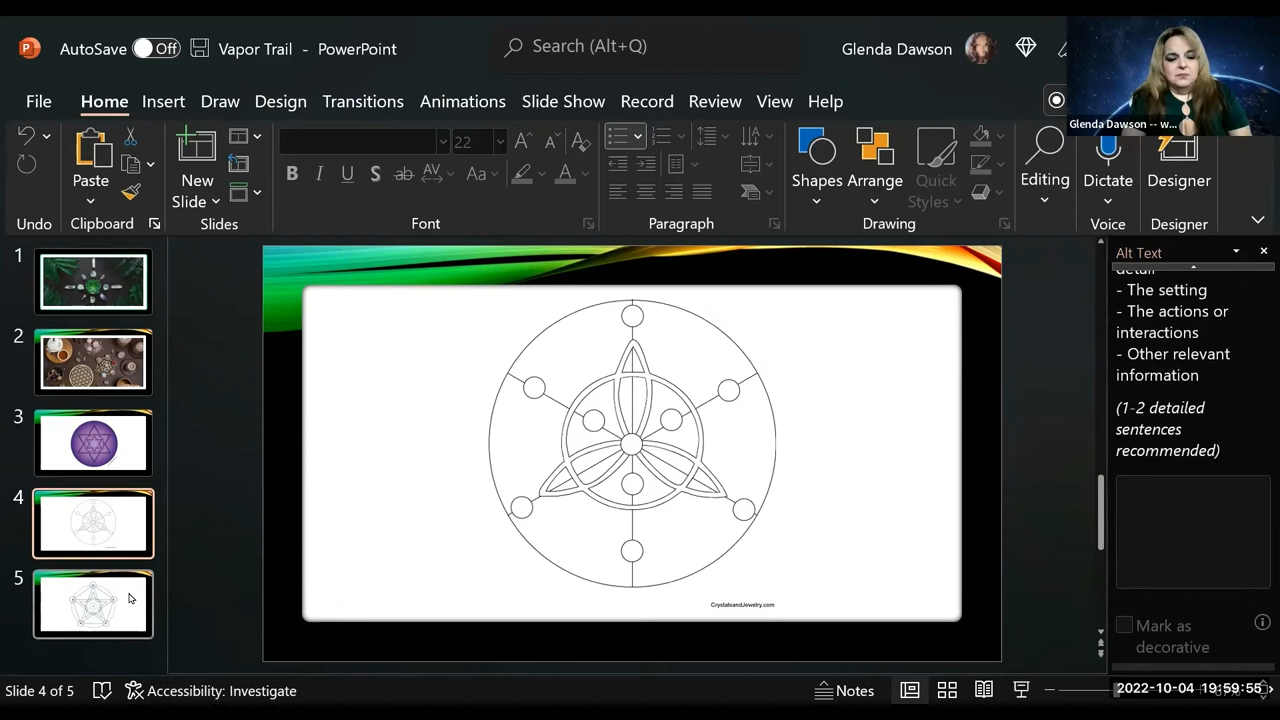 AutoSave Off Vapor Trail - PowerPoint Search (Alt+Q) Glenda Dawson
File Home Insert Draw Design Transitions Animations Slide Show Record Review View Help
Glenda Dawson -- w...
Paste
Clipboard
Undo
New
Slide
Slides
22
B I U S ab AV Aa A
Font
Paragraph
Shapes Arrange Quick
Styles
Drawing
Editing
Dictate
Voice
Designer
Designer
1
2
3
4
5
CrystalsandJewelry.com
Alt Text
detail
- The setting
- The actions or
interactions
- Other relevant
information
(1-2 detailed
sentences
recommended)
Mark as
decorative
Slide 4 of 5 Accessibility: Investigate Notes
2022-10-04 19:59:55